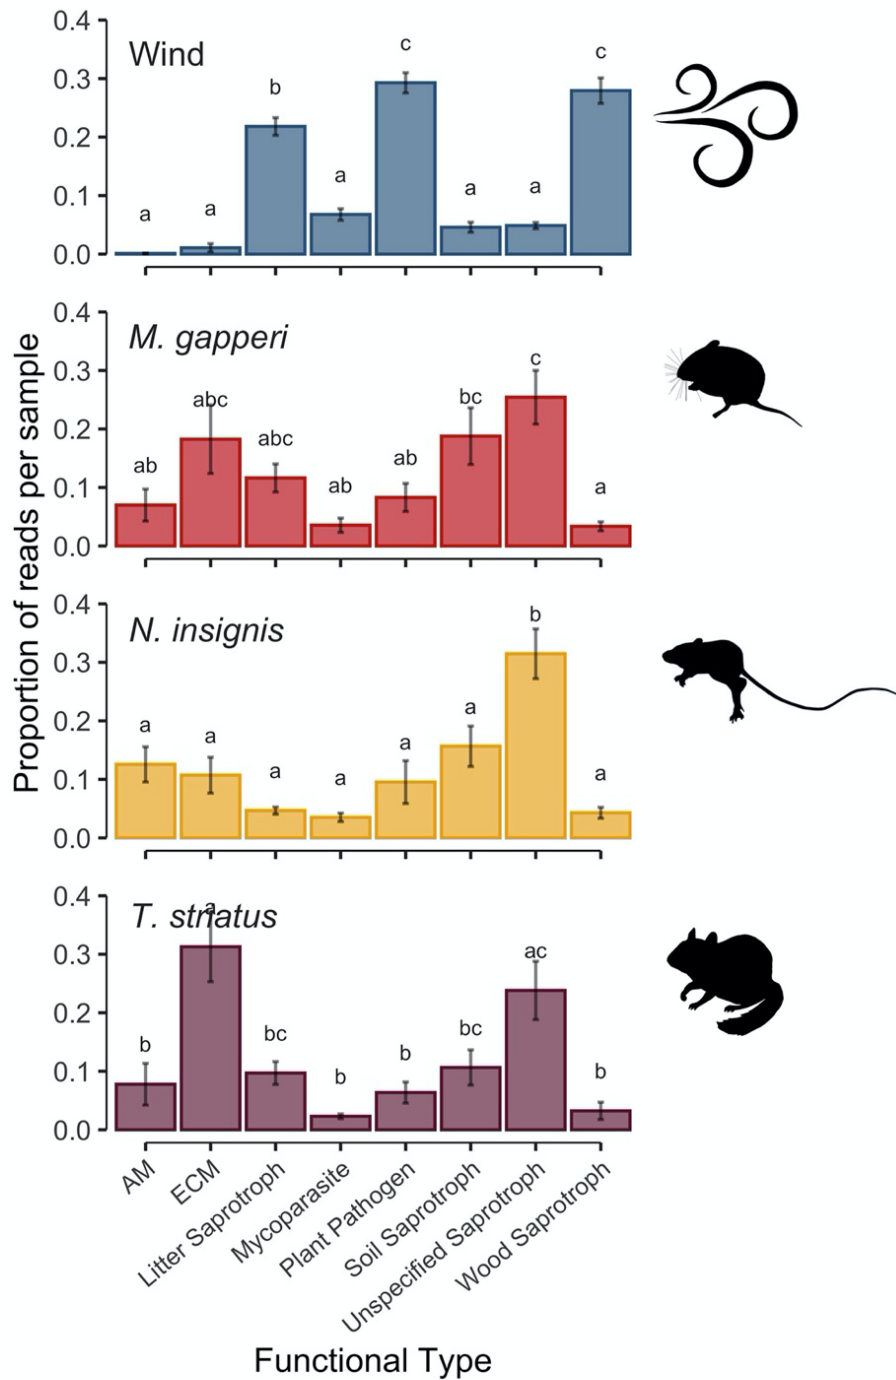 Proportion of reads per sample
0.4
0.3
0.2
0.1
0.0
Wind
a
a
b
a
c
a
a
c
0.4
0.3
0.2
0.1
0.0
M. gapperi
ab
abc
abc
ab
ab
bc
c
a
0.4
0.3
0.2
0.1
0.0
N. insignis
a
a
a
a
a
a
b
a
0.4
0.3
0.2
0.1
0.0
T. striatus
b
a
bc
b
b
bc
ac
b
AM
ECM
Litter Saprotroph
Mycoparasite
Plant Pathogen
Soil Saprotroph
Unspecified Saprotroph
Wood Saprotroph
Functional Type